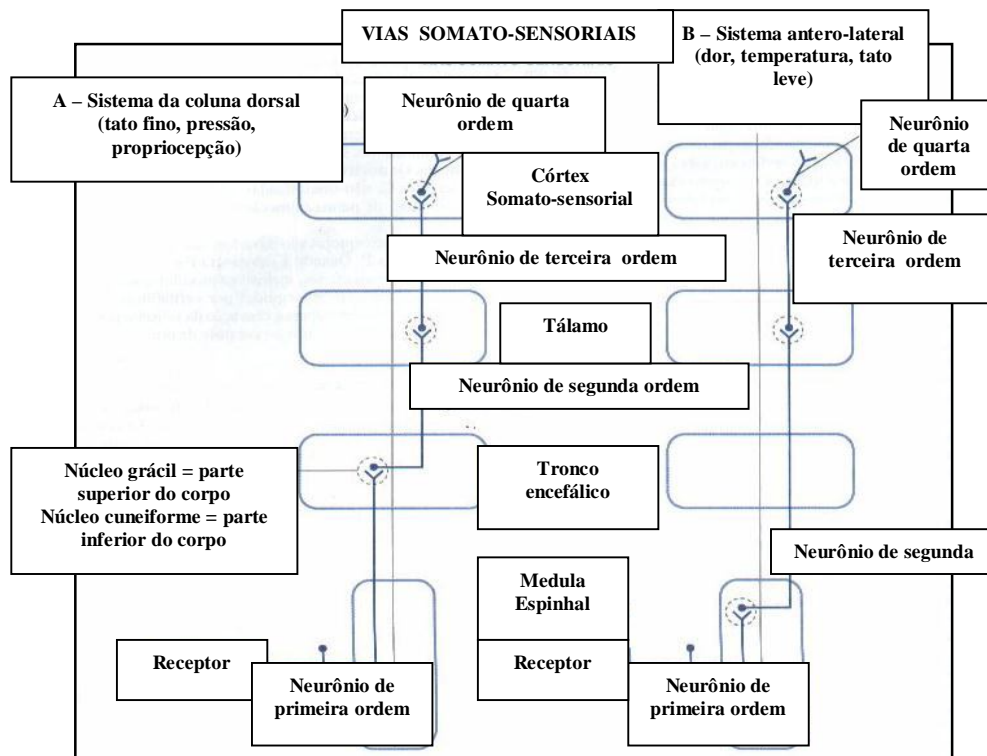 VIAS SOMATO-SENSORIAIS
B – Sistema antero-lateral
(dor, temperatura, tato
leve)
A – Sistema da coluna dorsal
(tato fino, pressão,
propriocepção)
)
Neurônio de quarta
ordem
Neurônio
de quarta
ordem
Córtex
Somato-sensorial
Neurônio de terceira ordem
Neurônio de
terceira ordem
Tálamo
Neurônio de segunda ordem
Núcleo grácil = parte
superior do corpo
Núcleo cuneiforme = parte
inferior do corpo
Tronco
encefálico
Neurônio de segunda
Medula
Espinhal
Receptor
Neurônio de
primeira ordem
Receptor
Neurônio de
primeira ordem